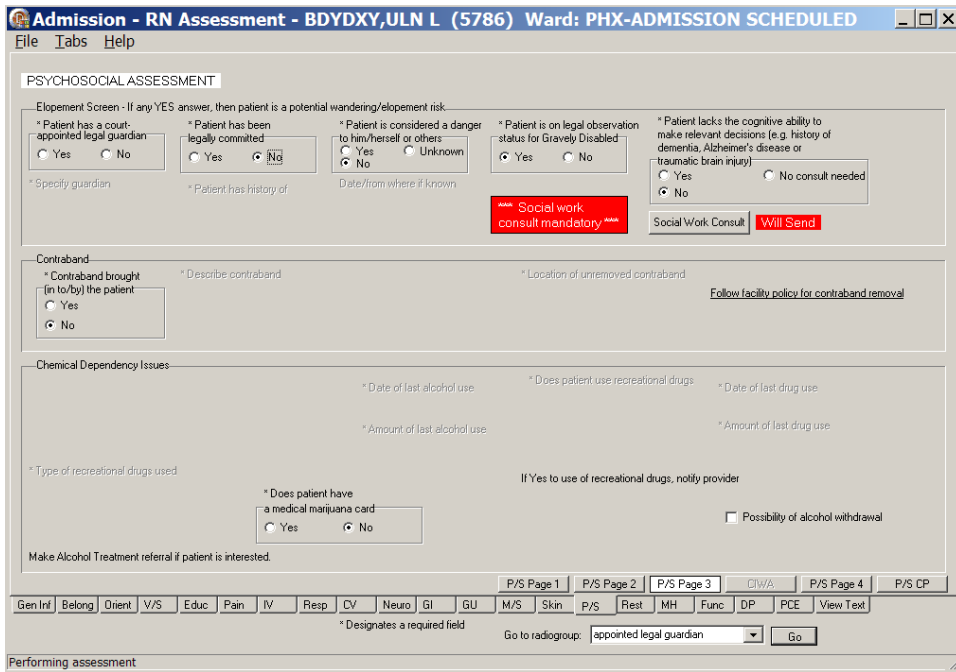 Admission - RN Assessment - BDYDXY,ULN L (5786) Ward: PHX-ADMISSION SCHEDULED
File Tabs Help
PSYCHOSOCIAL ASSESSMENT
Elopement Screen - If any YES answer, then patient is a potential wandering/elopement risk
* Patient has a court-
appointed legal guardian
Yes No
* Specify guardian
* Patient has been
legally committed
Yes No
* Patient has history of
* Patient is considered a danger
to him/herself or others
Yes Unknown
No
Date/from where if known
* Patient is on legal observation
status for Gravely Disabled
Yes No
*** Social work
consult mandatory ***
* Patient lacks the cognitive ability to
make relevant decisions (e.g. history of
dementia, Alzheimer's disease or
traumatic brain injury)
Yes No consult needed
No
Social Work Consult Will Send
Contraband
* Contraband brought
(in to/by) the patient
Yes
No
* Describe contraband
* Location of unremoved contraband
Follow facility policy for contraband removal
Chemical Dependency Issues
* Date of last alcohol use
* Does patient use recreational drugs
* Date of last drug use
* Amount of last alcohol use
* Amount of last drug use
* Type of recreational drugs used
If Yes to use of recreational drugs, notify provider
* Does patient have
a medical marijuana card
Yes No
Possibility of alcohol withdrawal
Make Alcohol Treatment referral if patient is interested.
P/S Page 1 P/S Page 2 P/S Page 3 CIWA P/S Page 4 P/S CP
Gen Inf Belong Orient V/S Educ Pain IV Resp CV Neuro GI GU M/S Skin P/S Rest MH Func DP PCE View Text
* Designates a required field
Go to radiogroup: appointed legal guardian Go
Performing assessment